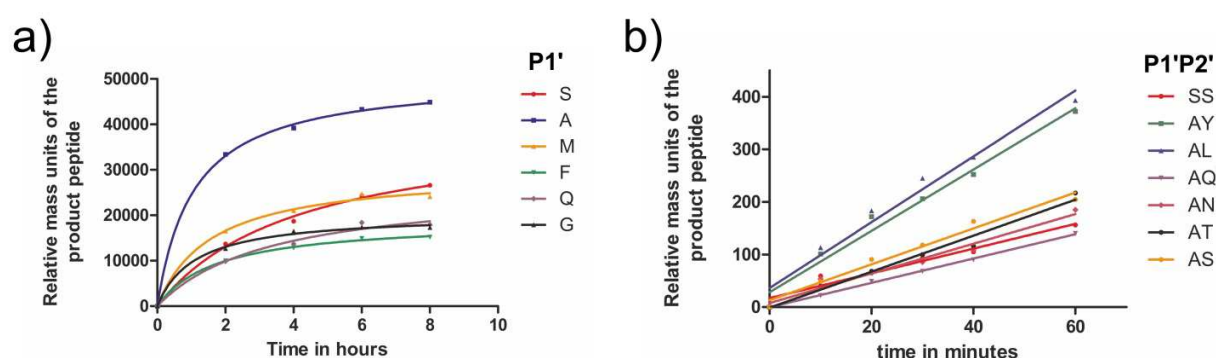 a)
P1'
S
A
M
F
Q
G
50000
40000
30000
20000
10000
0
0 2 4 6 8 10
Time in hours
Relative mass units of the
product peptide
b)
P1'P2'
SS
AY
AL
AQ
AN
AT
AS
400
300
200
100
0
0 20 40 60
time in minutes
Relative mass units of the
product peptide